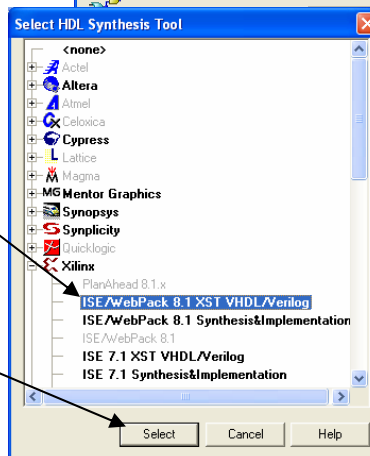 Select HDL Synthesis Tool
<none>
Actel
Altera
Atmel
Celoxica
Cypress
Lattice
Magma
MG Mentor Graphics
Synopsys
Synplicity
Quicklogic
Xilinx
PlanAhead 8.1.x
ISE/WebPack 8.1 XST VHDL/Verilog
ISE/WebPack 8.1 Synthesis&Implementation
ISE/WebPack 8.1
ISE 7.1 XST VHDL/Verilog
ISE 7.1 Synthesis&Implementation
Select Cancel Help